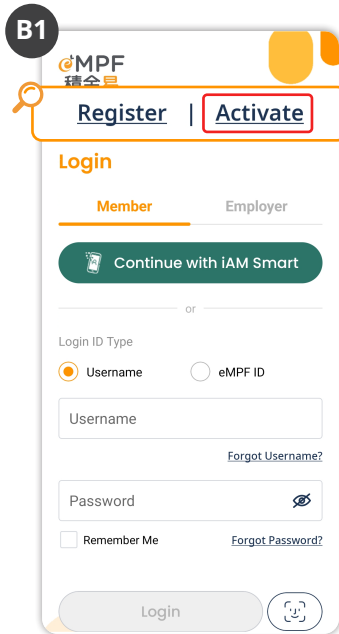 B1
eMPF
積金易
Register | Activate
Login
Member Employer
Continue with iAM Smart
or
Login ID Type
Username eMPF ID
Username
Forgot Username?
Password
Remember Me Forgot Password?
Login